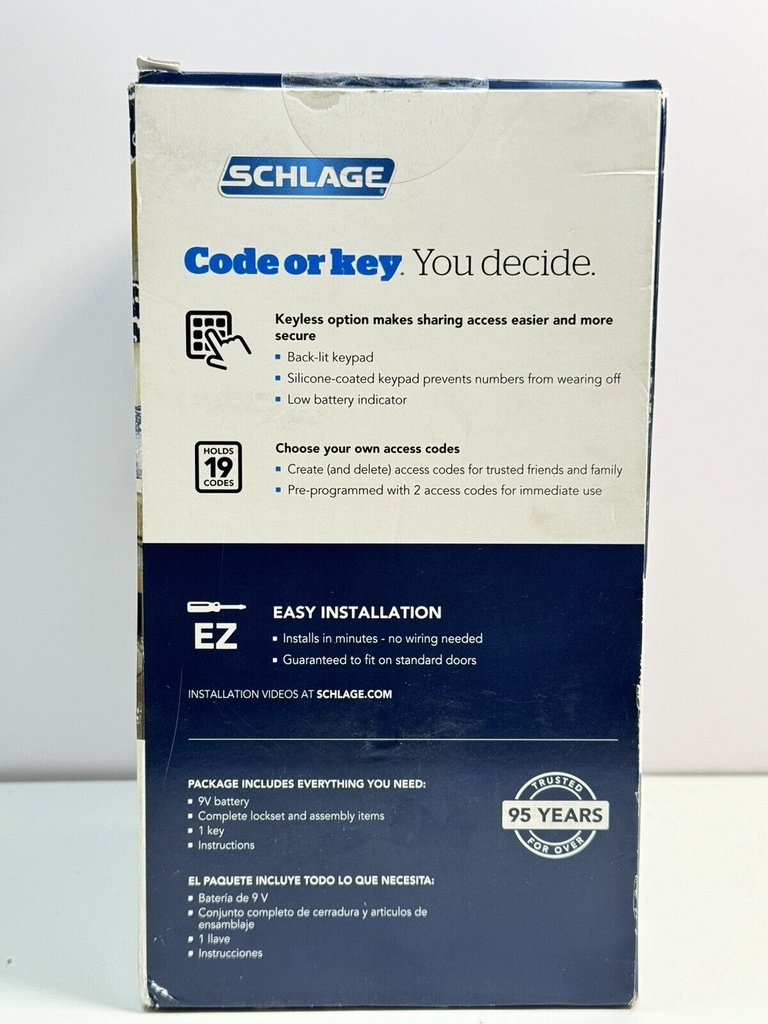 SCHLAGE
Code or key. You decide.
Keyless option makes sharing access easier and more
secure
Back-lit keypad
Silicone-coated keypad prevents numbers from wearing off
Low battery indicator
HOLDS
19
CODES
Choose your own access codes
Create (and delete) access codes for trusted friends and family
Pre-programmed with 2 access codes for immediate use
EZ
EASY INSTALLATION
Installs in minutes - no wiring needed
Guaranteed to fit on standard doors
INSTALLATION VIDEOS AT SCHLAGE.COM
PACKAGE INCLUDES EVERYTHING YOU NEED:
9V battery
Complete lockset and assembly items
1 key
Instructions
TRUSTED
95 YEARS
FOR OVER
EL PAQUETE INCLUYE TODO LO QUE NECESITA:
Batería de 9 V
Conjunto completo de cerradura y articulos de
ensamblaje
1 llave
Instrucciones